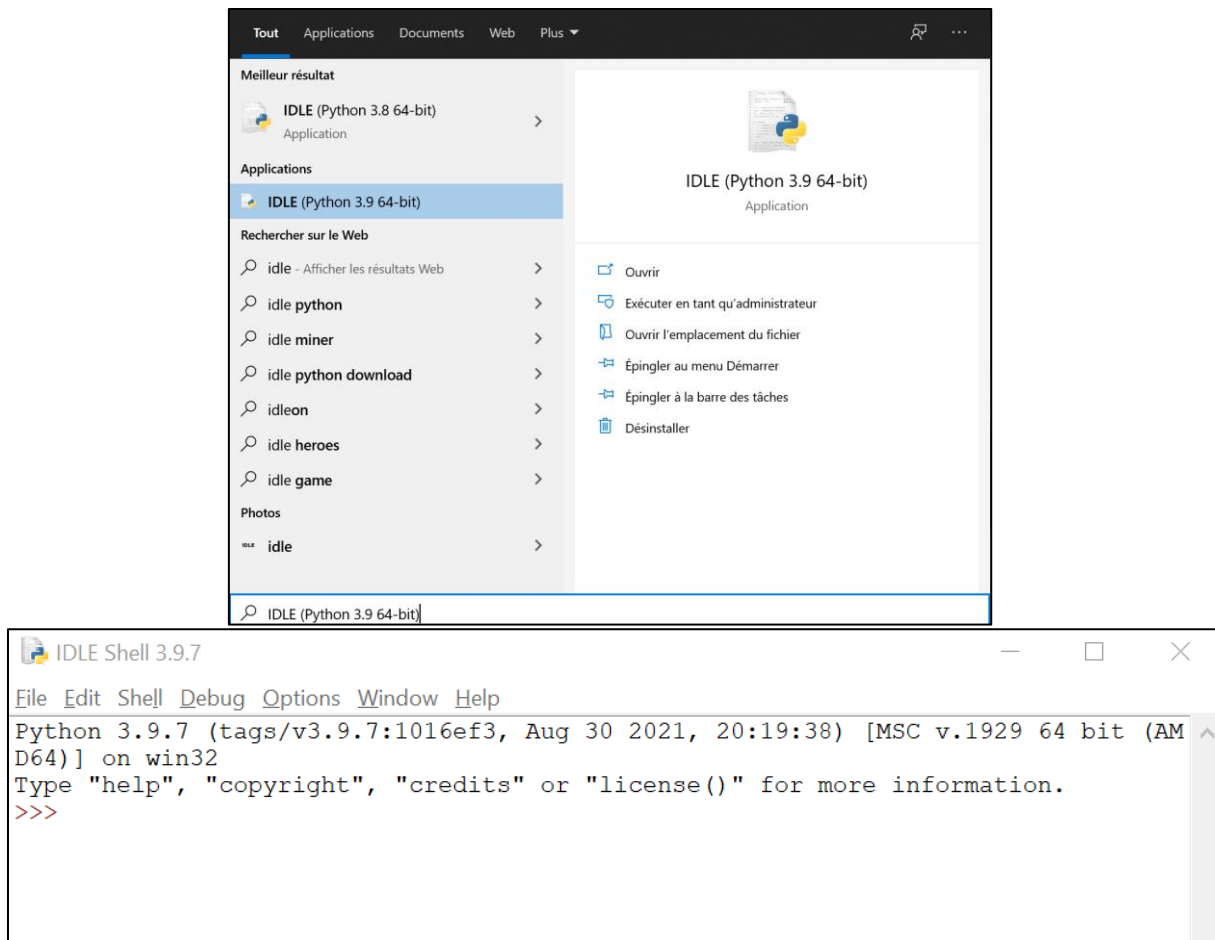 Tout Applications Documents Web Plus
Meilleur résultat
IDLE (Python 3.8 64-bit)
Application
Applications
IDLE (Python 3.9 64-bit)
Rechercher sur le Web
idle - Afficher les résultats Web
idle python
idle miner
idle python download
idleon
idle heroes
idle game
Photos
IDLE idle
IDLE (Python 3.9 64-bit)
Application
Ouvrir
Exécuter en tant qu'administrateur
Ouvrir l'emplacement du fichier
Épingler au menu Démarrer
Épingler à la barre des tâches
Désinstaller
IDLE (Python 3.9 64-bit)
IDLE Shell 3.9.7
File Edit Shell Debug Options Window Help
Python 3.9.7 (tags/v3.9.7:1016ef3, Aug 30 2021, 20:19:38) [MSC v.1929 64 bit (AM
D64)] on win32
Type "help", "copyright", "credits" or "license()" for more information.
>>>